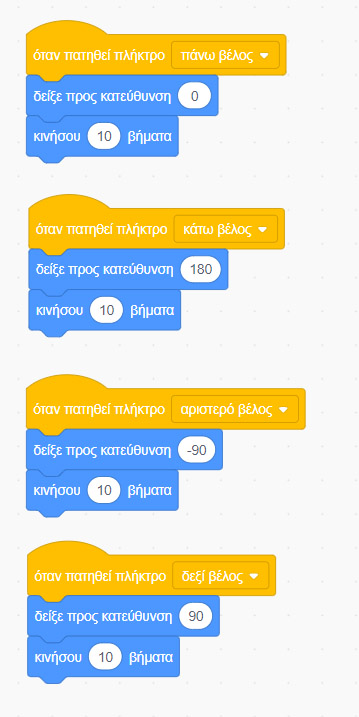 όταν πατηθεί πλήκτρο πάνω βέλος
δείξε προς κατεύθυνση 0
κινήσου 10 βήματα
όταν πατηθεί πλήκτρο κάτω βέλος
δείξε προς κατεύθυνση 180
κινήσου 10 βήματα
όταν πατηθεί πλήκτρο αριστερό βέλος
δείξε προς κατεύθυνση -90
κινήσου 10 βήματα
όταν πατηθεί πλήκτρο δεξί βέλος
δείξε προς κατεύθυνση 90
κινήσου 10 βήματα